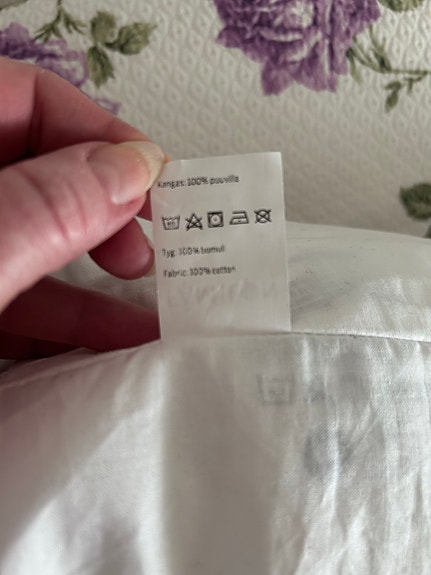 Kangas: 100% puuvilla
Tyg: 100% bomull
Fabric: 100% cotton